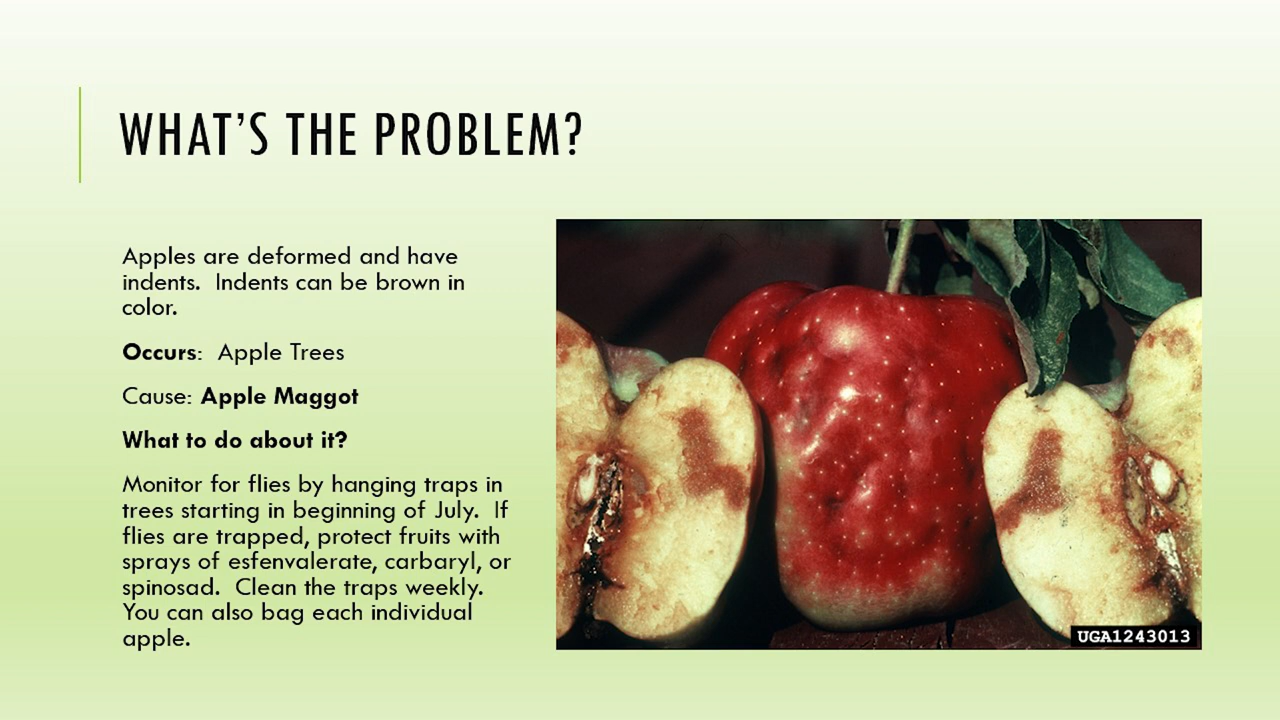 WHAT'S THE PROBLEM?
Apples are deformed and have
indents.  Indents can be brown in
color.
Occurs:  Apple Trees
Cause: Apple Maggot
What to do about it?
Monitor for flies by hanging traps in
trees starting in beginning of July.  If
flies are trapped, protect fruits with
sprays of esfenvalerate, carbaryl, or
spinosad.  Clean the traps weekly.
You can also bag each individual
apple.
UGA1243013